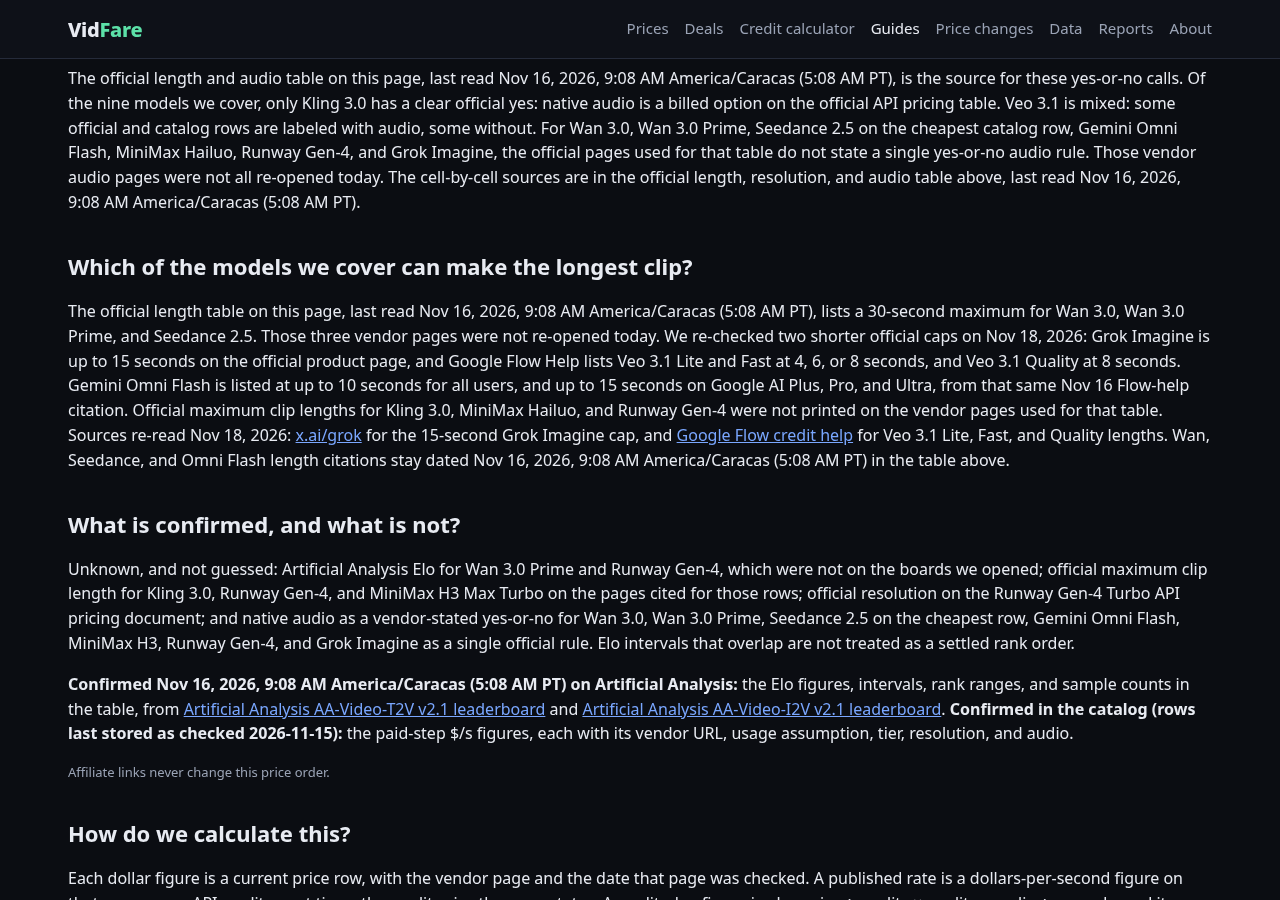 VidFare
Prices Deals Credit calculator Guides Price changes Data Reports About
The official length and audio table on this page, last read Nov 16, 2026, 9:08 AM America/Caracas (5:08 AM PT), is the source for these yes-or-no calls. Of
the nine models we cover, only Kling 3.0 has a clear official yes: native audio is a billed option on the official API pricing table. Veo 3.1 is mixed: some
official and catalog rows are labeled with audio, some without. For Wan 3.0, Wan 3.0 Prime, Seedance 2.5 on the cheapest catalog row, Gemini Omni
Flash, MiniMax Hailuo, Runway Gen-4, and Grok Imagine, the official pages used for that table do not state a single yes-or-no audio rule. Those vendor
audio pages were not all re-opened today. The cell-by-cell sources are in the official length, resolution, and audio table above, last read Nov 16, 2026,
9:08 AM America/Caracas (5:08 AM PT).
Which of the models we cover can make the longest clip?
The official length table on this page, last read Nov 16, 2026, 9:08 AM America/Caracas (5:08 AM PT), lists a 30-second maximum for Wan 3.0, Wan 3.0
Prime, and Seedance 2.5. Those three vendor pages were not re-opened today. We re-checked two shorter official caps on Nov 18, 2026: Grok Imagine is
up to 15 seconds on the official product page, and Google Flow Help lists Veo 3.1 Lite and Fast at 4, 6, or 8 seconds, and Veo 3.1 Quality at 8 seconds.
Gemini Omni Flash is listed at up to 10 seconds for all users, and up to 15 seconds on Google AI Plus, Pro, and Ultra, from that same Nov 16 Flow-help
citation. Official maximum clip lengths for Kling 3.0, MiniMax Hailuo, and Runway Gen-4 were not printed on the vendor pages used for that table.
Sources re-read Nov 18, 2026: x.ai/grok for the 15-second Grok Imagine cap, and Google Flow credit help for Veo 3.1 Lite, Fast, and Quality lengths. Wan,
Seedance, and Omni Flash length citations stay dated Nov 16, 2026, 9:08 AM America/Caracas (5:08 AM PT) in the table above.
What is confirmed, and what is not?
Unknown, and not guessed: Artificial Analysis Elo for Wan 3.0 Prime and Runway Gen-4, which were not on the boards we opened; official maximum clip
length for Kling 3.0, Runway Gen-4, and MiniMax H3 Max Turbo on the pages cited for those rows; official resolution on the Runway Gen-4 Turbo API
pricing document; and native audio as a vendor-stated yes-or-no for Wan 3.0, Wan 3.0 Prime, Seedance 2.5 on the cheapest row, Gemini Omni Flash,
MiniMax H3, Runway Gen-4, and Grok Imagine as a single official rule. Elo intervals that overlap are not treated as a settled rank order.
Confirmed Nov 16, 2026, 9:08 AM America/Caracas (5:08 AM PT) on Artificial Analysis: the Elo figures, intervals, rank ranges, and sample counts in
the table, from Artificial Analysis AA-Video-T2V v2.1 leaderboard and Artificial Analysis AA-Video-I2V v2.1 leaderboard. Confirmed in the catalog (rows
last stored as checked 2026-11-15): the paid-step $/s figures, each with its vendor URL, usage assumption, tier, resolution, and audio.
Affiliate links never change this price order.
How do we calculate this?
Each dollar figure is a current price row, with the vendor page and the date that page was checked. A published rate is a dollars-per-second figure on